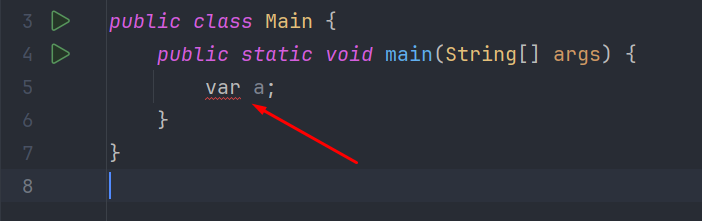 3 public class Main {
4 public static void main(String[] args) {
5 var a;
6 }
7 }
8